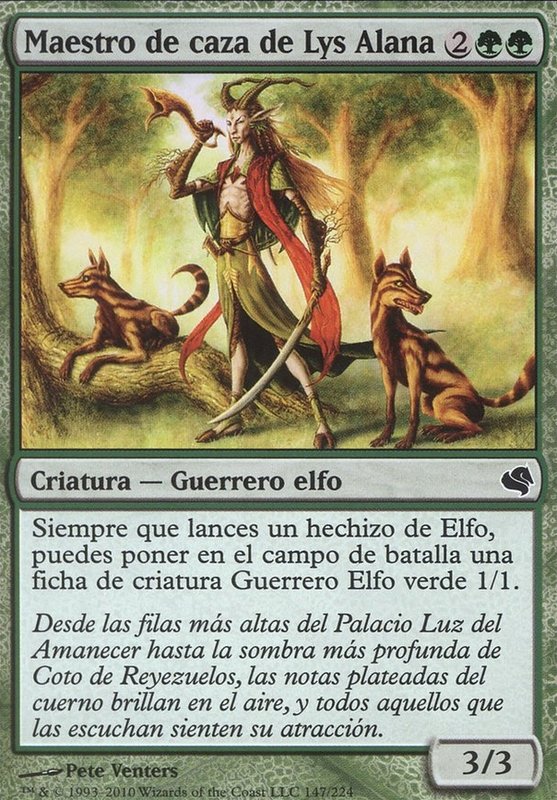 Maestro de caza de Lys Alana 2
Criatura — Guerrero elfo
Siempre que lances un hechizo de Elfo,
puedes poner en el campo de batalla una
ficha de criatura Guerrero Elfo verde 1/1.
Desde las filas más altas del Palacio Luz del
Amanecer hasta la sombra más profunda de
Coto de Reyezuelos, las notas plateadas del
cuerno brillan en el aire, y todos aquellos que
las escuchan sienten su atracción.
3/3
Pete Venters
™ & © 1993–2010 Wizards of the Coast LLC 147/224